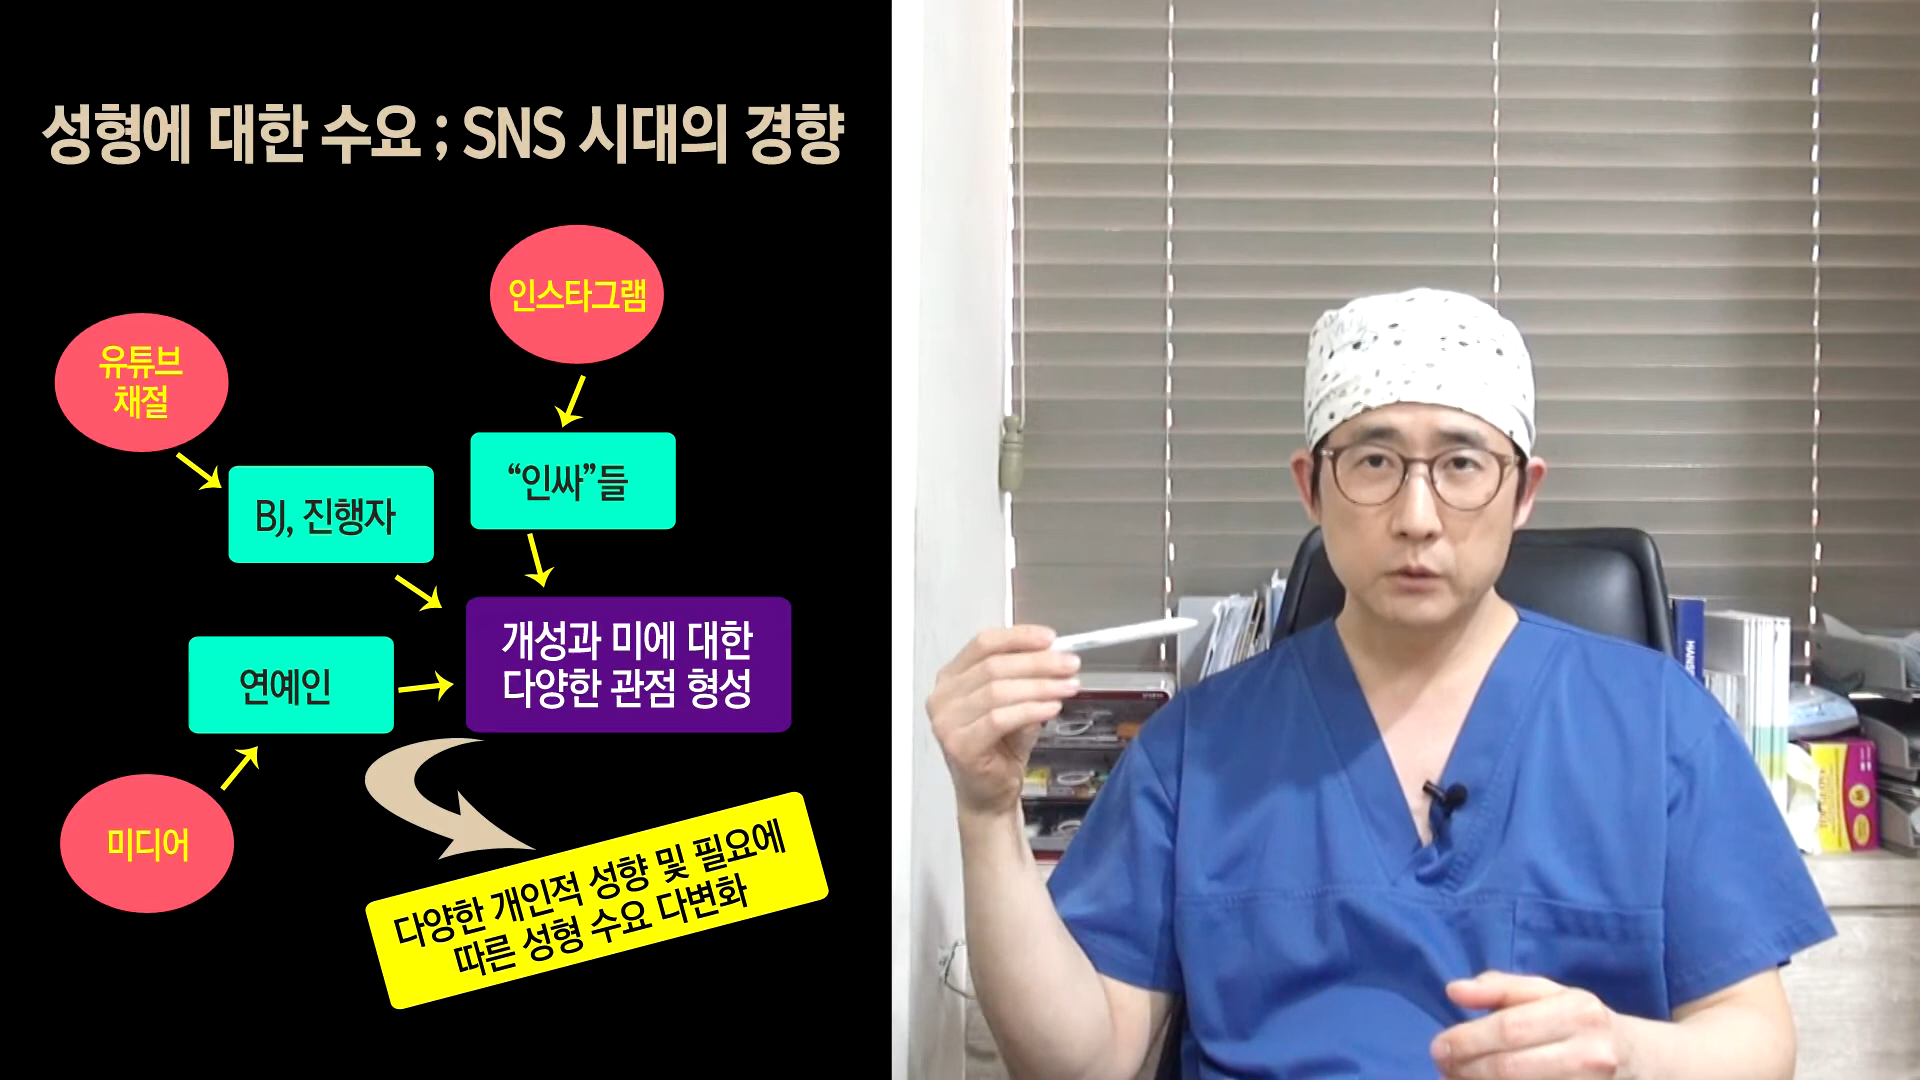 성형에 대한 수요 ; SNS 시대의 경향
인스타그램
유튜브
채절
“인싸”들
BJ, 진행자
개성과 미에 대한
다양한 관점 형성
연예인
미디어
다양한 개인적 성향 및 필요에
따른 성형 수요 다변화
HANS